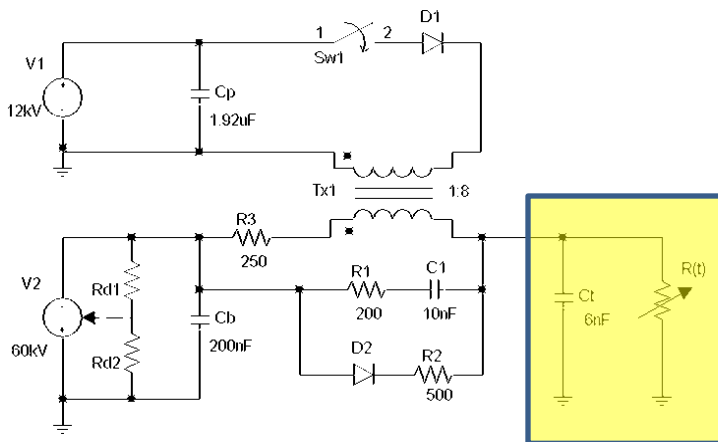 D1
1
2
Sw1
V1
12kV
Cp
1.92uF
Tx1
1:8
R3
250
R(t)
V2
60kV
Rd1
Rd2
Cb
200nF
R1
200
C1
10nF
Ct
6nF
D2
R2
500